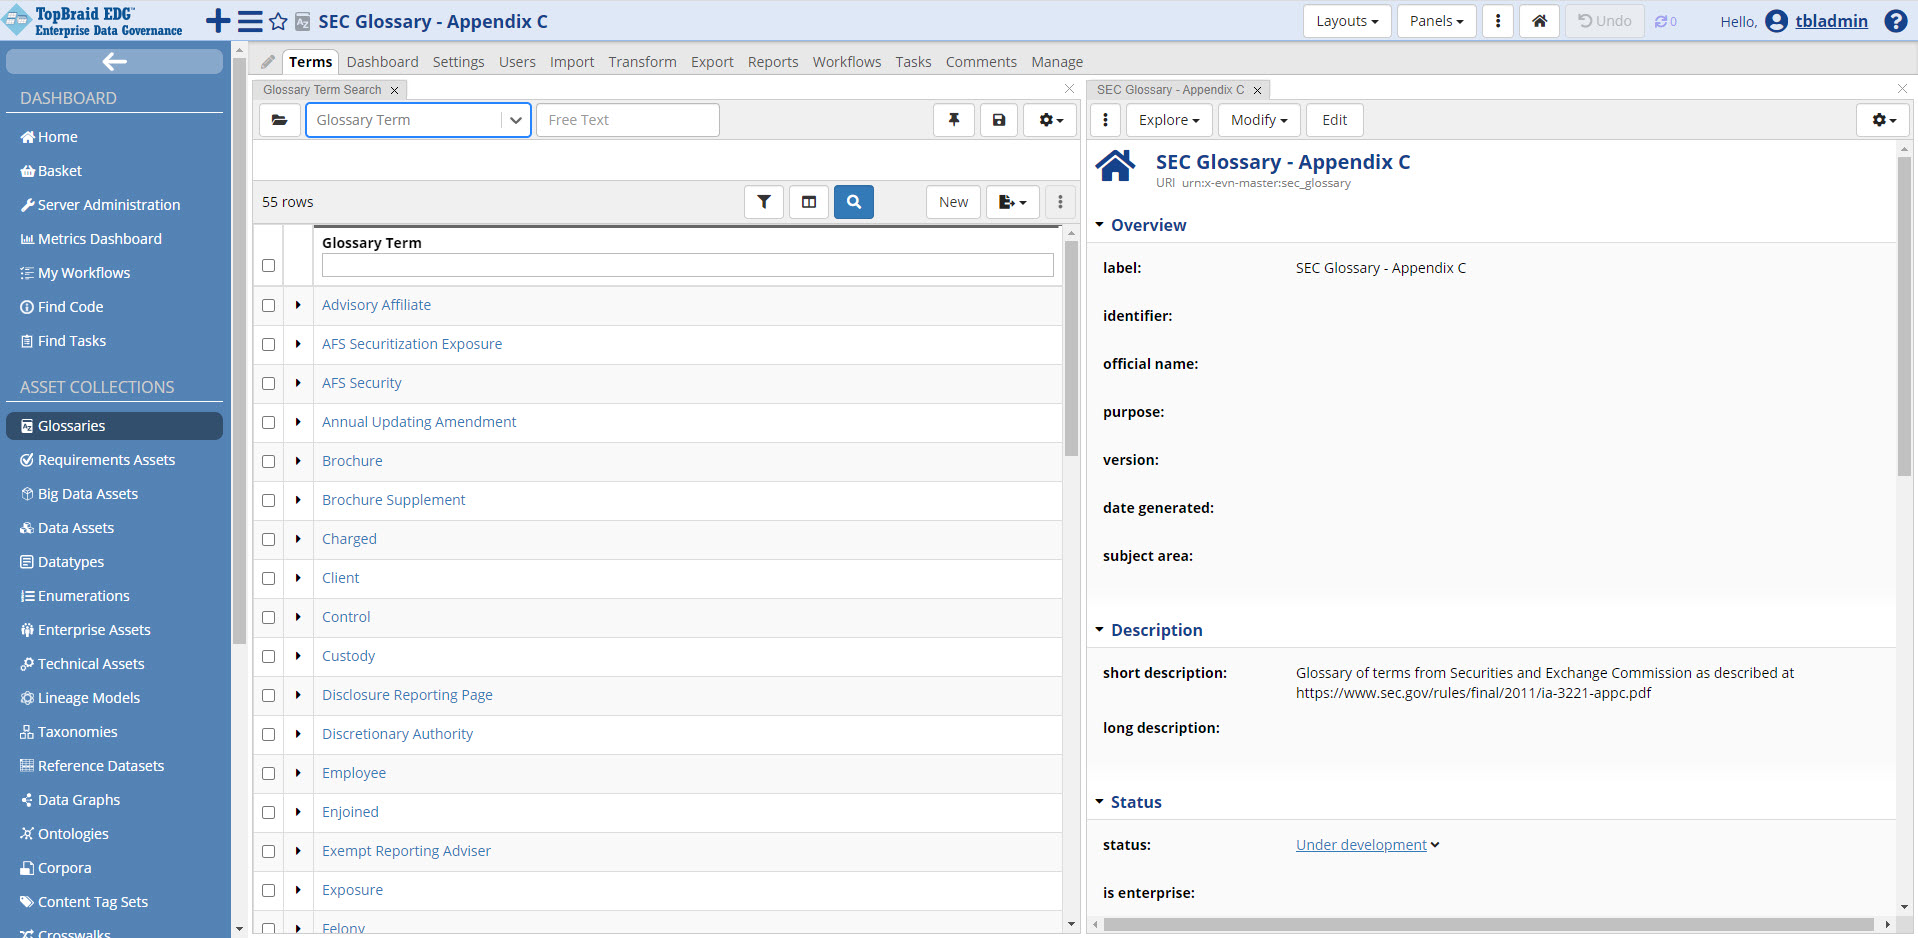 TopBraid EDG™
Enterprise Data Governance
SEC Glossary - Appendix C
Layouts
Panels
Undo
0
Hello,
tbladmin
DASHBOARD
Home
Basket
Server Administration
Metrics Dashboard
My Workflows
Find Code
Find Tasks
ASSET COLLECTIONS
Glossaries
Requirements Assets
Big Data Assets
Data Assets
Datatypes
Enumerations
Enterprise Assets
Technical Assets
Lineage Models
Taxonomies
Reference Datasets
Data Graphs
Ontologies
Corpora
Content Tag Sets
Crosswalks
Terms
Dashboard
Settings
Users
Import
Transform
Export
Reports
Workflows
Tasks
Comments
Manage
Glossary Term Search
Glossary Term
Free Text
55 rows
New
Glossary Term
Advisory Affiliate
AFS Securitization Exposure
AFS Security
Annual Updating Amendment
Brochure
Brochure Supplement
Charged
Client
Control
Custody
Disclosure Reporting Page
Discretionary Authority
Employee
Enjoined
Exempt Reporting Adviser
Exposure
Felony
SEC Glossary - Appendix C
Explore
Modify
Edit
SEC Glossary - Appendix C
URI urn:x-evn-master:sec_glossary
Overview
label: SEC Glossary - Appendix C
identifier:
official name:
purpose:
version:
date generated:
subject area:
Description
short description: Glossary of terms from Securities and Exchange Commission as described at
https://www.sec.gov/rules/final/2011/ia-3221-appc.pdf
long description:
Status
status: Under development
is enterprise: